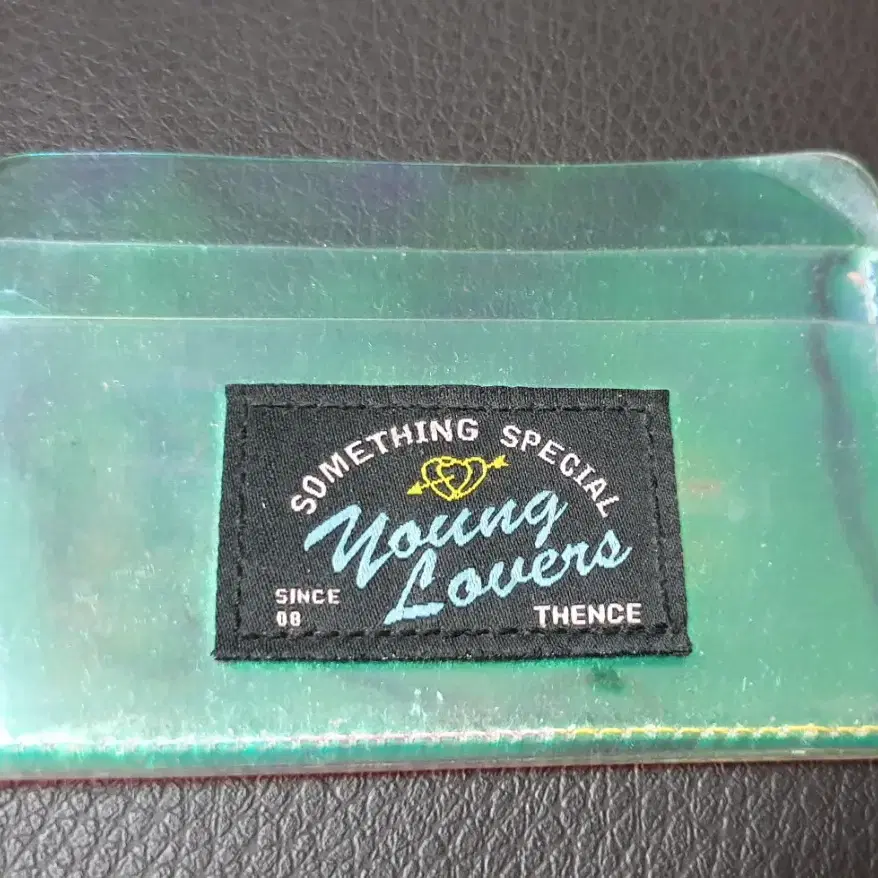 SOMETHING SPECIAL
Young
Lovers
SINCE
08
THENCE